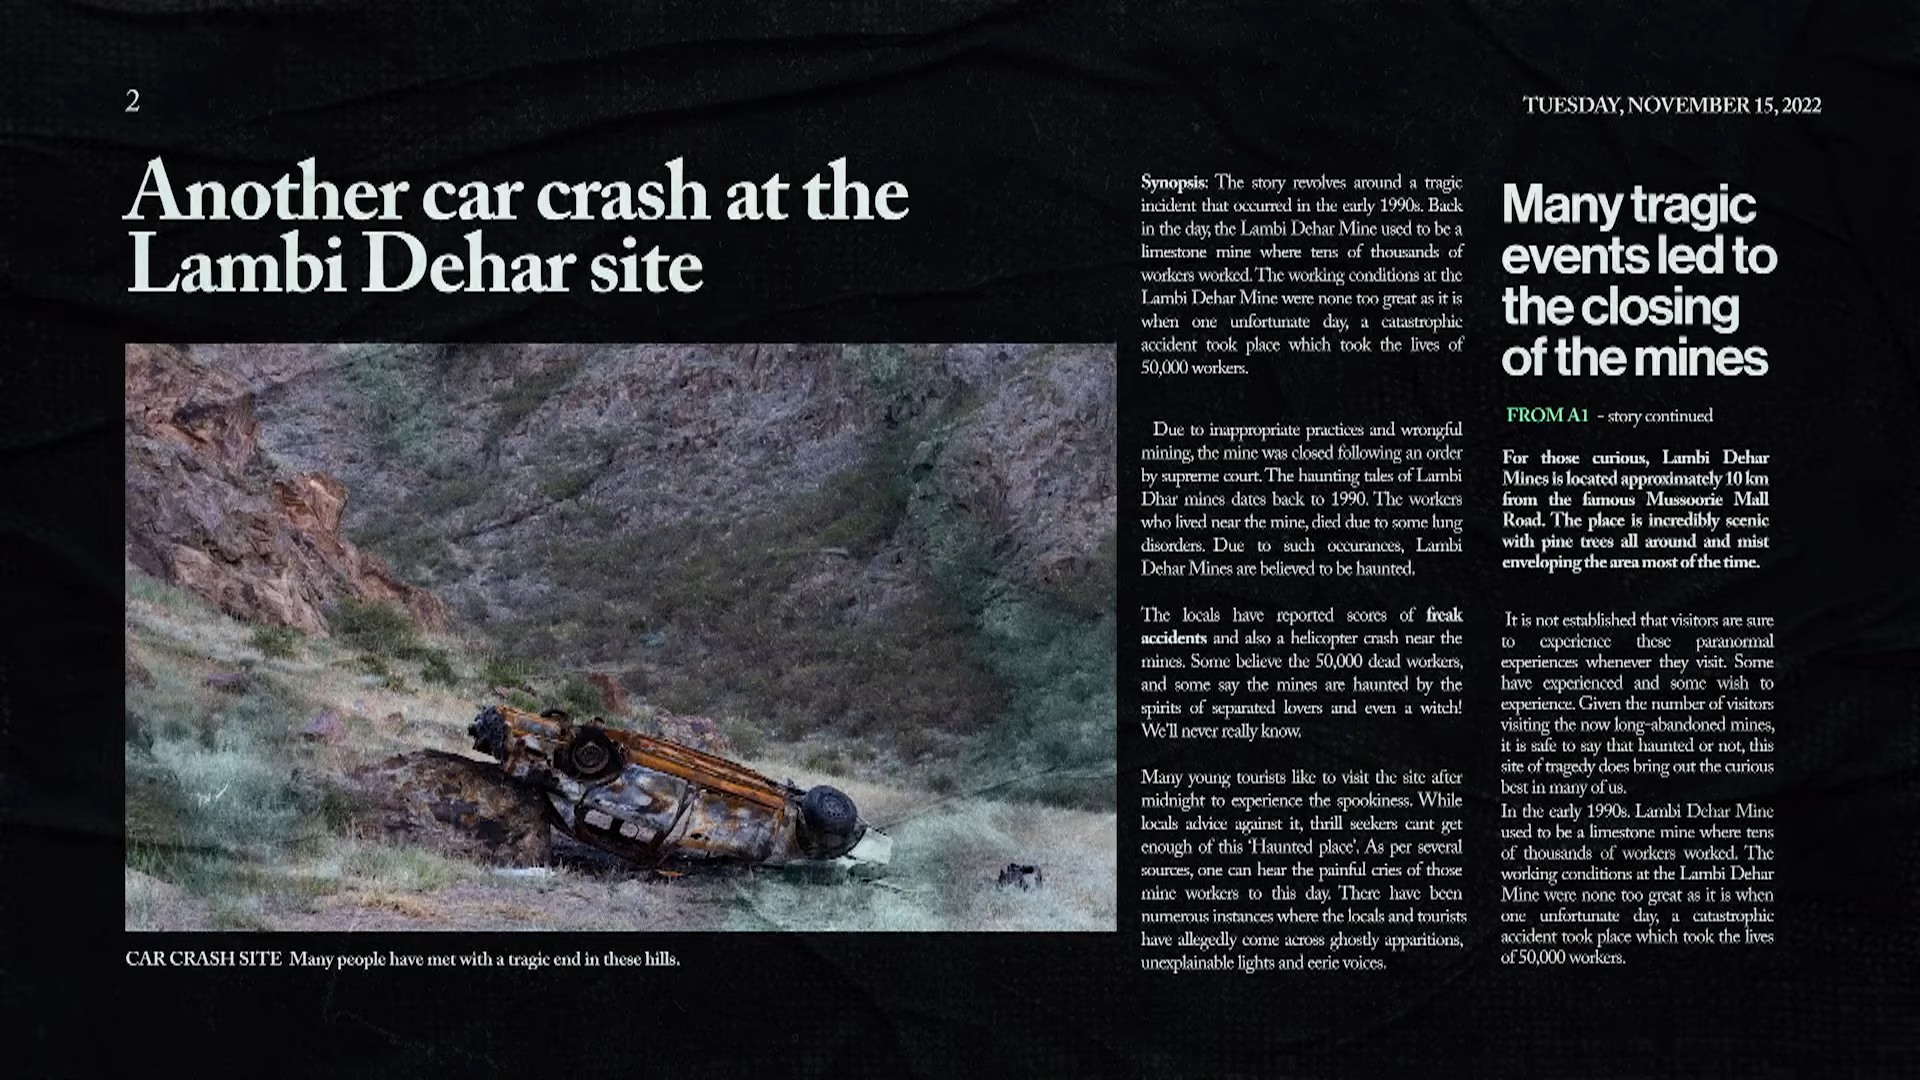 2
TUESDAY, NOVEMBER 15, 2022
Another car crash at the
Lambi Dehar site
CAR CRASH SITE Many people have met with a tragic end in these hills.
Synopsis: The story revolves around a tragic
incident that occurred in the early 1990s. Back
in the day, the Lambi Dehar Mine used to be a
limestone mine where tens of thousands of
workers worked. The working conditions at the
Lambi Dehar Mine were none too great as it is
when one unfortunate day, a catastrophic
accident took place which took the lives of
50,000 workers.
Due to inappropriate practices and wrongful
mining, the mine was closed following an order
by supreme court. The haunting tales of Lambi
Dhar mines dates back to 1990. The workers
who lived near the mine, died due to some lung
disorders. Due to such occurances, Lambi
Dehar Mines are believed to be haunted.
The locals have reported scores of freak
accidents and also a helicopter crash near the
mines. Some believe the 50,000 dead workers,
and some say the mines are haunted by the
spirits of separated lovers and even a witch!
We'll never really know.
Many young tourists like to visit the site after
midnight to experience the spookiness. While
locals advice against it, thrill seekers cant get
enough of this 'Haunted place'. As per several
sources, one can hear the painful cries of those
mine workers to this day. There have been
numerous instances where the locals and tourists
have allegedly come across ghostly apparitions,
unexplainable lights and eerie voices.
Many tragic
events led to
the closing
of the mines
FROM A1 - story continued
For those curious, Lambi Dehar
Mines is located approximately 10 km
from the famous Mussoorie Mall
Road. The place is incredibly scenic
with pine trees all around and mist
enveloping the area most of the time.
It is not established that visitors are sure
to experience these paranormal
experiences whenever they visit. Some
have experienced and some wish to
experience. Given the number of visitors
visiting the now long-abandoned mines,
it is safe to say that haunted or not, this
site of tragedy does bring out the curious
best in many of us.
In the early 1990s. Lambi Dehar Mine
used to be a limestone mine where tens
of thousands of workers worked. The
working conditions at the Lambi Dehar
Mine were none too great as it is when
one unfortunate day, a catastrophic
accident took place which took the lives
of 50,000 workers.